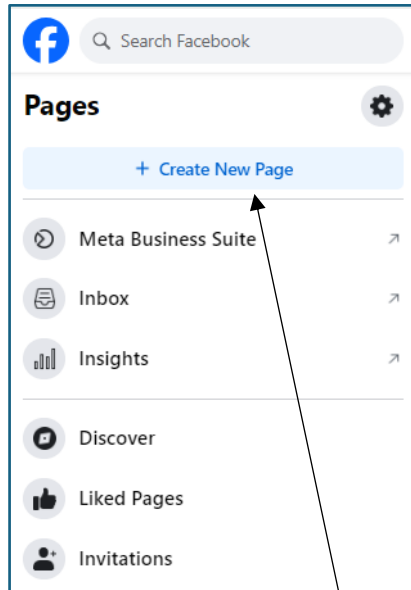 Search Facebook
Pages
+ Create New Page
Meta Business Suite
Inbox
Insights
Discover
Liked Pages
Invitations